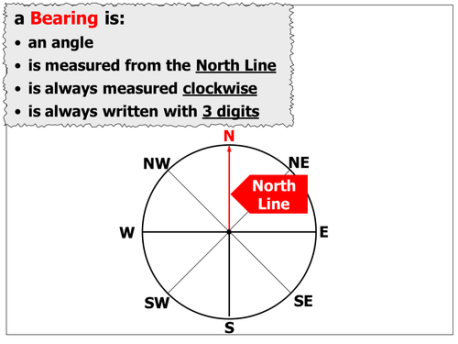 a Bearing is:
• an angle
• is measured from the North Line
• is always measured clockwise
• is always written with 3 digits
N
NW
NE
North
Line
W
E
SW
SE
S